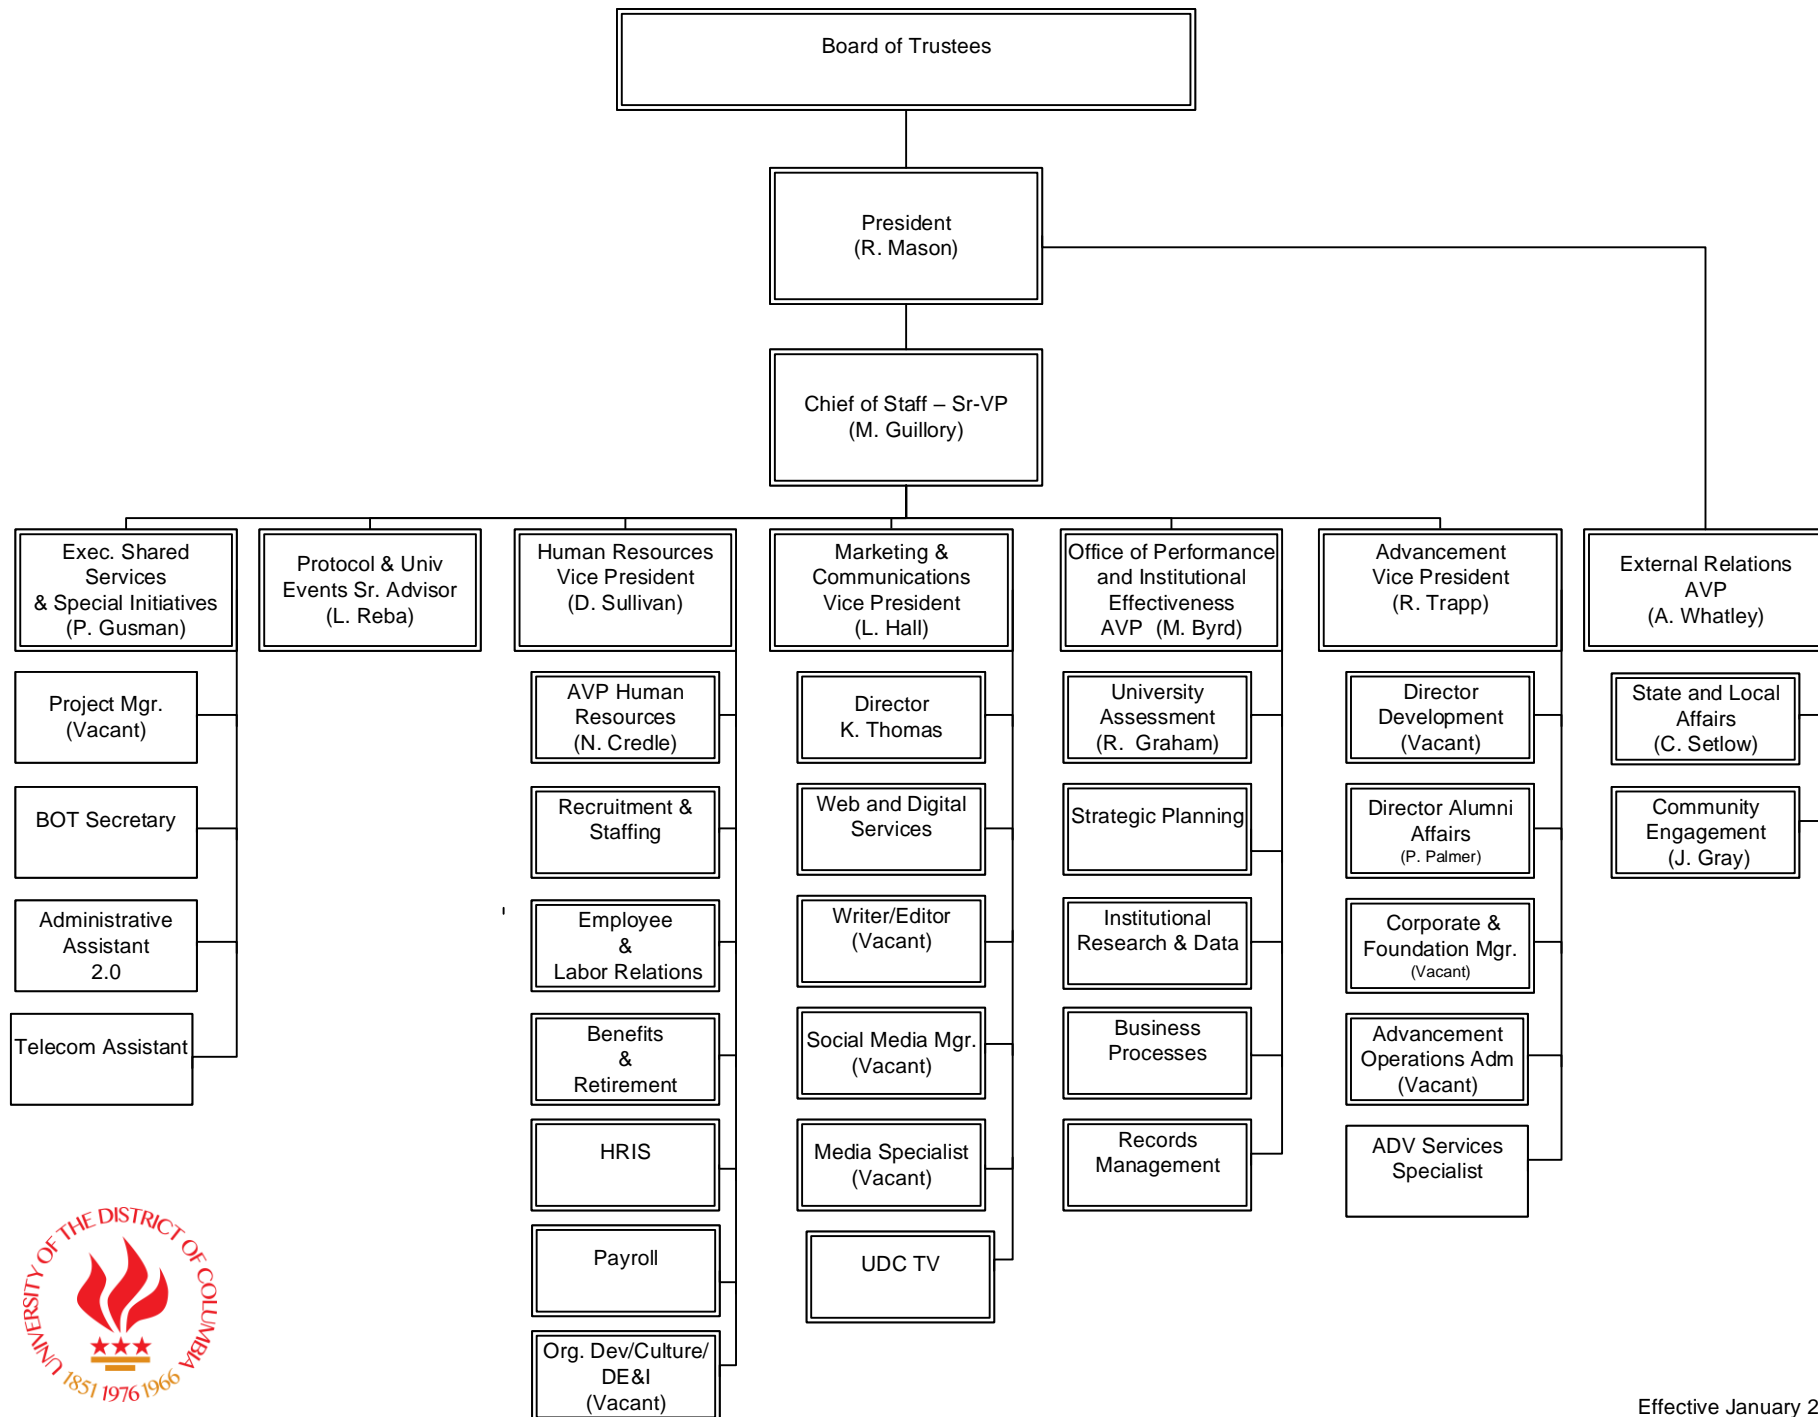 Board of Trustees
President
(R. Mason)
Chief of Staff – Sr-VP
(M. Guillory)
Exec. Shared
Services
& Special Initiatives
(P. Gusman)
Protocol & Univ
Events Sr. Advisor
(L. Reba)
Human Resources
Vice President
(D. Sullivan)
Marketing &
Communications
Vice President
(L. Hall)
Office of Performance
and Institutional
Effectiveness
AVP (M. Byrd)
Advancement
Vice President
(R. Trapp)
External Relations
AVP
(A. Whatley)
Project Mgr.
(Vacant)
BOT Secretary
Administrative
Assistant
2.0
Telecom Assistant
AVP Human
Resources
(N. Credle)
Recruitment &
Staffing
Employee
&
Labor Relations
Benefits
&
Retirement
HRIS
Payroll
Org. Dev/Culture/
DE&I
(Vacant)
Director
K. Thomas
Web and Digital
Services
Writer/Editor
(Vacant)
Social Media Mgr.
(Vacant)
Media Specialist
(Vacant)
UDC TV
University
Assessment
(R. Graham)
Strategic Planning
Institutional
Research & Data
Business
Processes
Records
Management
Director
Development
(Vacant)
Director Alumni
Affairs
(P. Palmer)
Corporate &
Foundation Mgr.
(Vacant)
Advancement
Operations Adm
(Vacant)
ADV Services
Specialist
State and Local
Affairs
(C. Setlow)
Community
Engagement
(J. Gray)
UNIVERSITY OF THE DISTRICT OF COLUMBIA
1851 1976 1966
Effective January 2